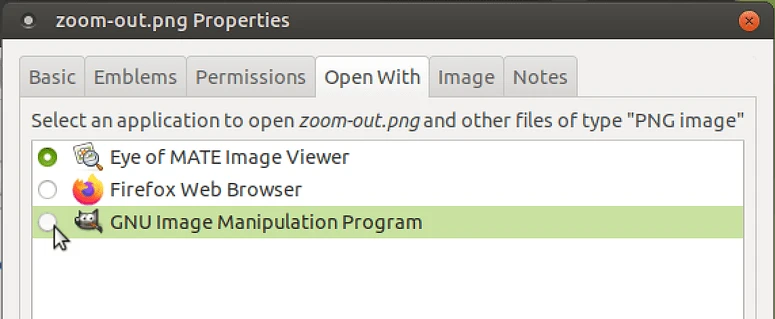 zoom-out.png Properties
Basic Emblems Permissions Open With Image Notes
Select an application to open zoom-out.png and other files of type "PNG image"
Eye of MATE Image Viewer
Firefox Web Browser
GNU Image Manipulation Program